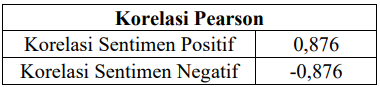 Korelasi Pearson
Korelasi Sentimen Positif 0,876
Korelasi Sentimen Negatif -0,876